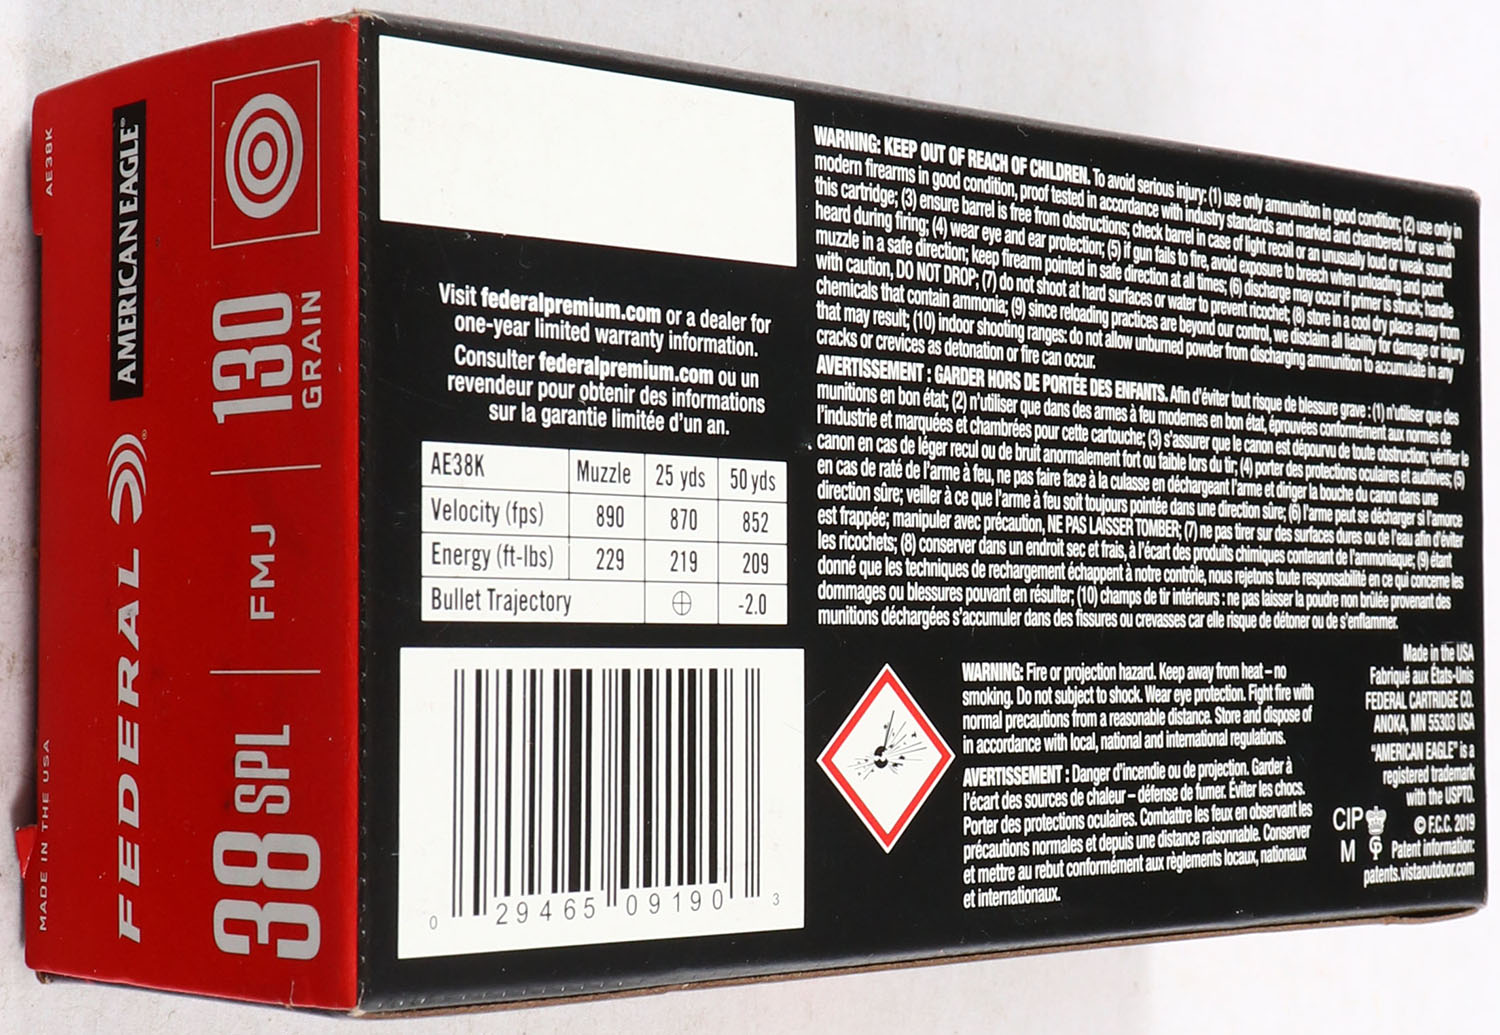 AE38K
MADE IN THE USA
FEDERAL® AMERICAN EAGLE®
38 SPL
FMJ
130
GRAIN
Visit federalpremium.com or a dealer for
one-year limited warranty information.
Consulter federalpremium.com ou un
revendeur pour obtenir des informations
sur la garantie limitée d'un an.
AE38K Muzzle 25 yds 50 yds
Velocity (fps) 890 870 852
Energy (ft-lbs) 229 219 209
Bullet Trajectory ⊕ -2.0
0 29465 09190 3
WARNING: KEEP OUT OF REACH OF CHILDREN. To avoid serious injury: (1) use only ammunition in good condition; (2) use only in
modern firearms in good condition, proof tested in accordance with industry standards and marked and chambered for use with
this cartridge; (3) ensure barrel is free from obstructions; check barrel in case of light recoil or an unusually loud or weak sound
heard during firing; (4) wear eye and ear protection; (5) if gun fails to fire, avoid exposure to breech when unloading and point
muzzle in a safe direction; keep firearm pointed in safe direction at all times; (6) discharge may occur if primer is struck; handle
with caution, DO NOT DROP; (7) do not shoot at hard surfaces or water to prevent ricochet; (8) store in a cool dry place away from
chemicals that contain ammonia; (9) since reloading practices are beyond our control, we disclaim all liability for damage or injury
that may result; (10) indoor shooting ranges: do not allow unburned powder from discharging ammunition to accumulate in any
cracks or crevices as detonation or fire can occur.
AVERTISSEMENT : GARDER HORS DE PORTÉE DES ENFANTS. Afin d'éviter tout risque de blessure grave : (1) n'utiliser que des
munitions en bon état; (2) n'utiliser que dans des armes à feu modernes en bon état, éprouvées conformément aux normes de
l'industrie et marquées et chambrées pour cette cartouche; (3) s'assurer que le canon est dépourvu de toute obstruction; vérifier le
canon en cas de léger recul ou de bruit anormalement fort ou faible lors du tir; (4) porter des protections oculaires et auditives; (5)
en cas de raté de l'arme à feu, ne pas faire face à la culasse en déchargeant l'arme et diriger la bouche du canon dans une
direction sûre; veiller à ce que l'arme à feu soit toujours pointée dans une direction sûre; (6) l'arme peut se décharger si l'amorce
est frappée; manipuler avec précaution, NE PAS LAISSER TOMBER; (7) ne pas tirer sur des surfaces dures ou de l'eau afin d'éviter
les ricochets; (8) conserver dans un endroit sec et frais, à l'écart des produits chimiques contenant de l'ammoniaque; (9) étant
donné que les techniques de rechargement échappent à notre contrôle, nous rejetons toute responsabilité en ce qui concerne les
dommages ou blessures pouvant en résulter; (10) champs de tir intérieurs : ne pas laisser la poudre non brûlée provenant des
munitions déchargées s'accumuler dans des fissures ou crevasses car elle risque de détoner ou de s'enflammer.
WARNING: Fire or projection hazard. Keep away from heat – no
smoking. Do not subject to shock. Wear eye protection. Fight fire with
normal precautions from a reasonable distance. Store and dispose of
in accordance with local, national and international regulations.
AVERTISSEMENT : Danger d'incendie ou de projection. Garder à
l'écart des sources de chaleur – défense de fumer. Éviter les chocs.
Porter des protections oculaires. Combattre les feux en observant les
précautions normales et depuis une distance raisonnable. Conserver
et mettre au rebut conformément aux règlements locaux, nationaux
et internationaux.
Made in the USA
Fabriqué aux États-Unis
FEDERAL CARTRIDGE CO.
ANOKA, MN 55303 USA
"AMERICAN EAGLE" is a
registered trademark
with the USPTO.
© F.C.C. 2019
Patent information:
patents.vistaoutdoor.com
CIP
M